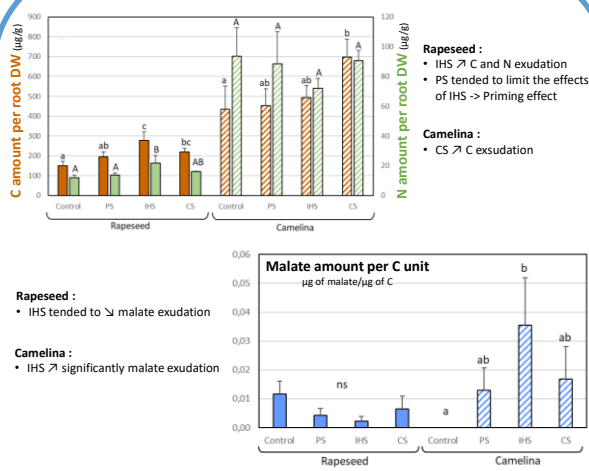 C amount per root DW (µg/g)
N amount per root DW (µg/g)
900
800
700
600
500
400
300
200
100
0
120
100
80
60
40
20
0
a
A
ab
A
c
B
bc
AB
a
A
ab
A
ab
A
b
A
Control
PS
IHS
CS
Control
PS
IHS
CS
Rapeseed
Camelina
Rapeseed :
• IHS ↗ C and N exudation
• PS tended to limit the effects
of IHS -> Priming effect
Camelina :
• CS ↗ C exsudation
Rapeseed :
• IHS tended to ↘ malate exudation
Camelina :
• IHS ↗ significantly malate exudation
Malate amount per C unit
µg of malate/µg of C
0,06
0,05
0,04
0,03
0,02
0,01
0,00
ns
a
ab
b
ab
Control
PS
IHS
CS
Control
PS
IHS
CS
Rapeseed
Camelina